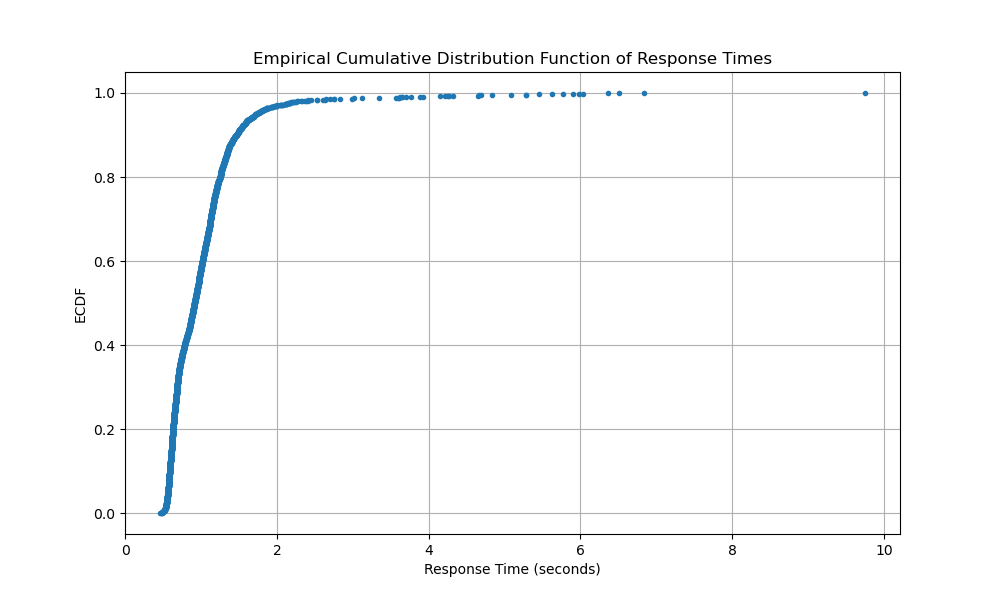 Empirical Cumulative Distribution Function of Response Times
1.0
0.8
0.6
0.4
0.2
0.0
ECDF
0 2 4 6 8 10
Response Time (seconds)